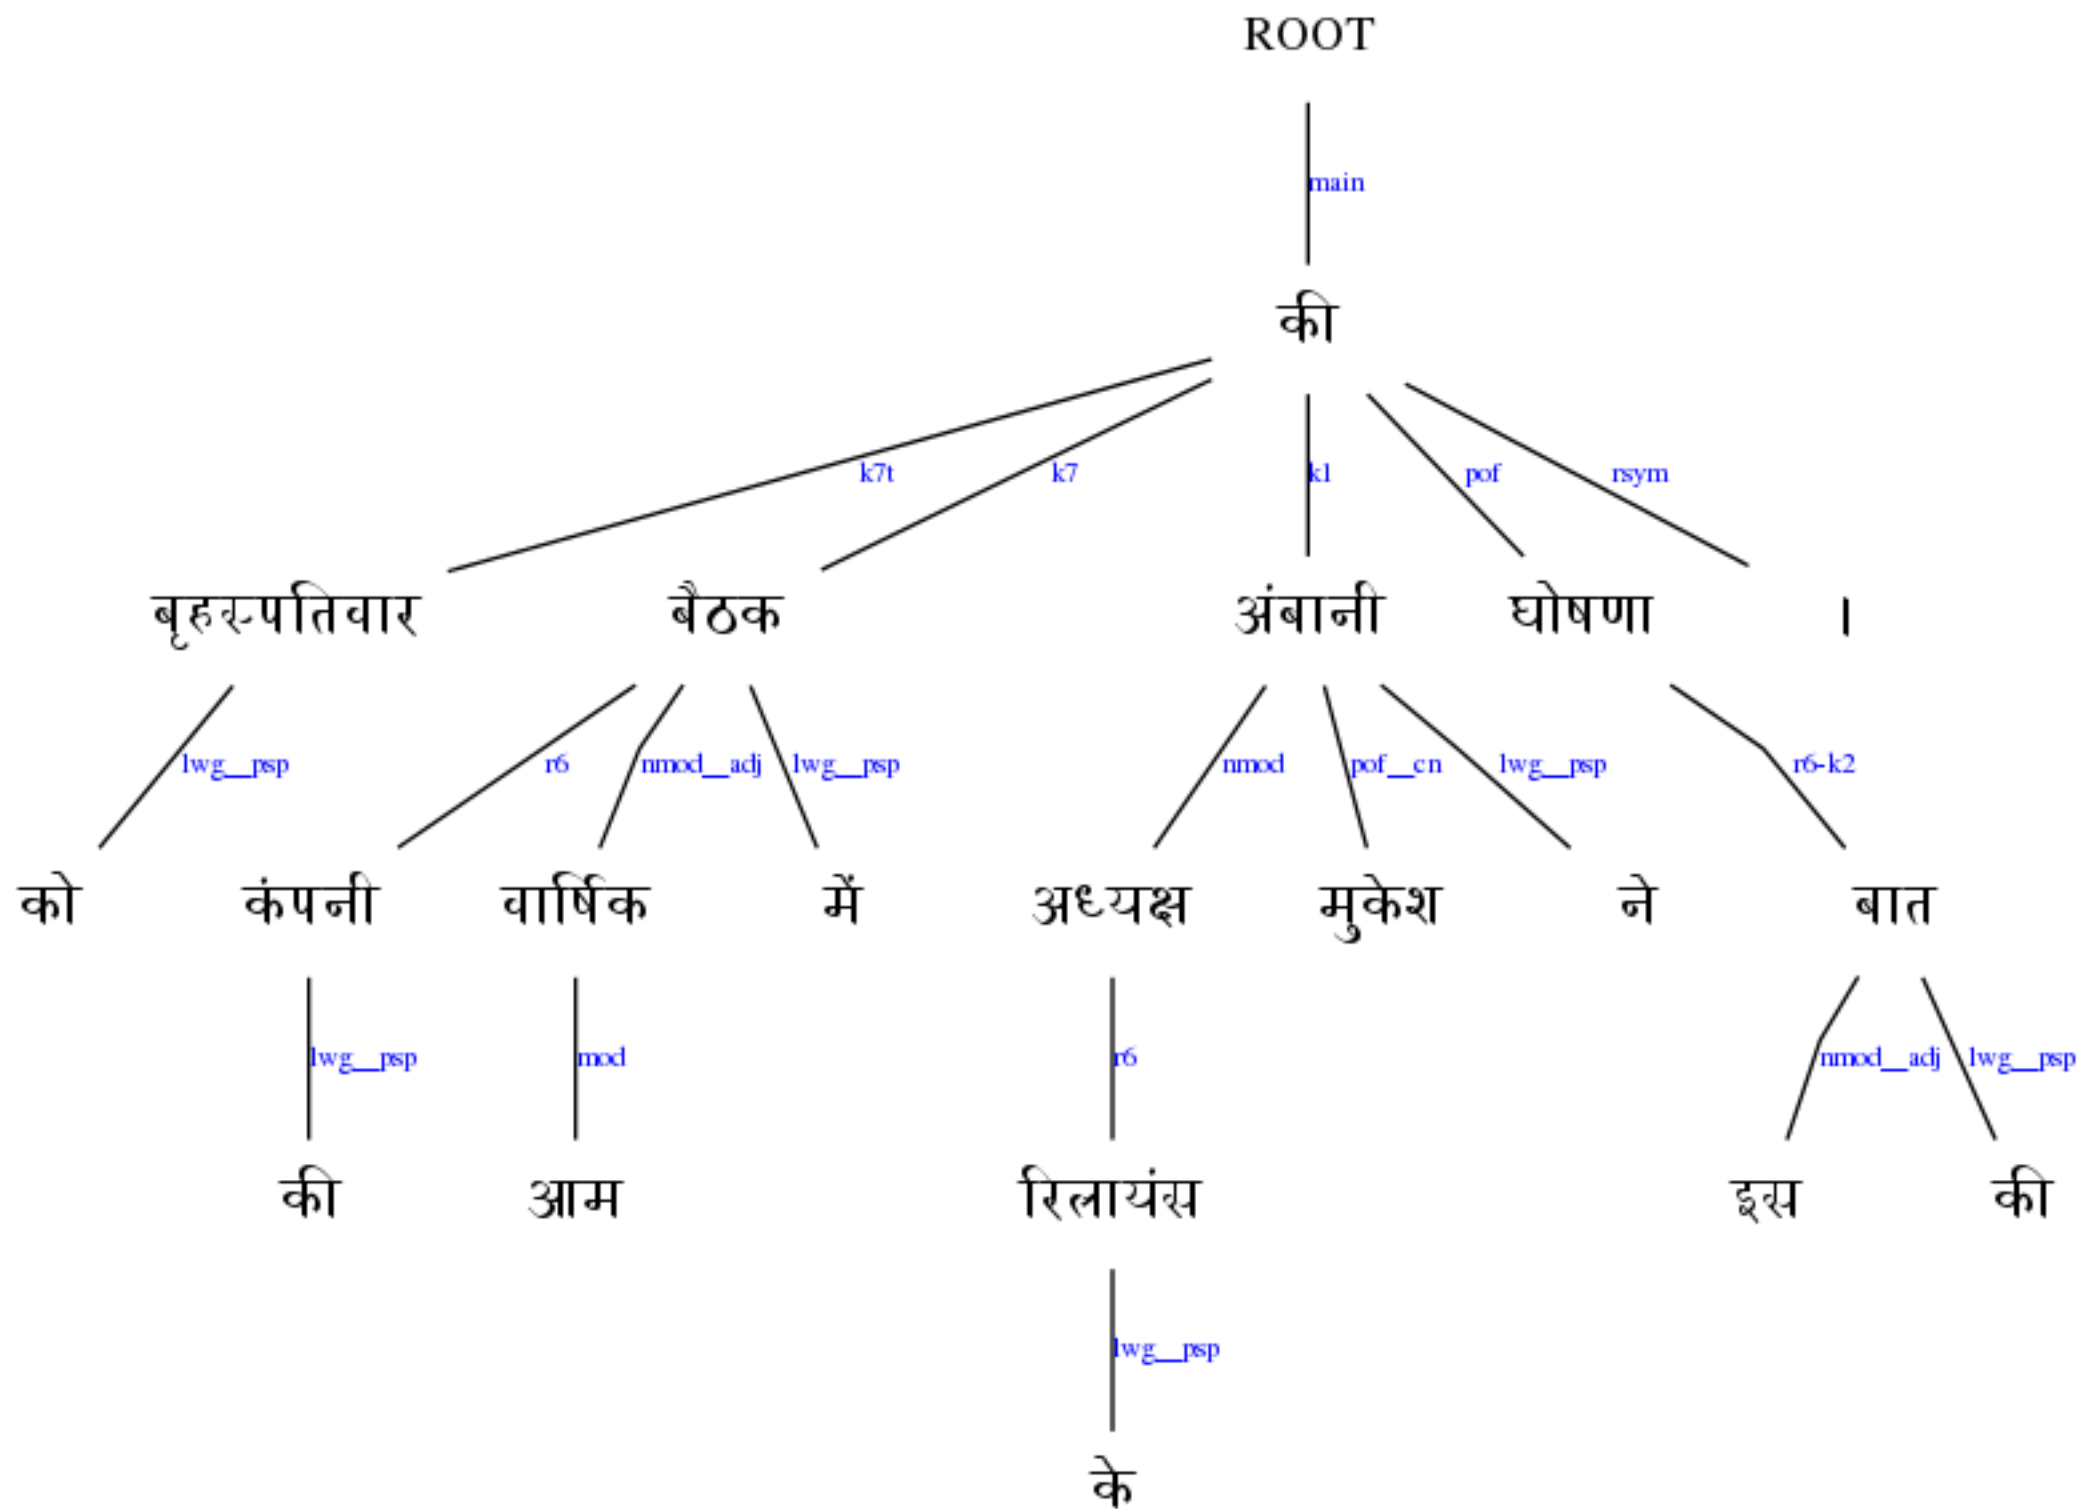 ROOT
main
की
k7t k7 k1 pof rsym
बृहस्पतिवार बैठक अंबानी घोषणा ।
lwg__psp r6 nmod__adj lwg__psp nmod pof__cn lwg__psp r6-k2
को कंपनी वार्षिक में अध्यक्ष मुकेश ने बात
lwg__psp mod r6 nmod__adj lwg__psp
की आम रिलायंस इस की
lwg__psp
के